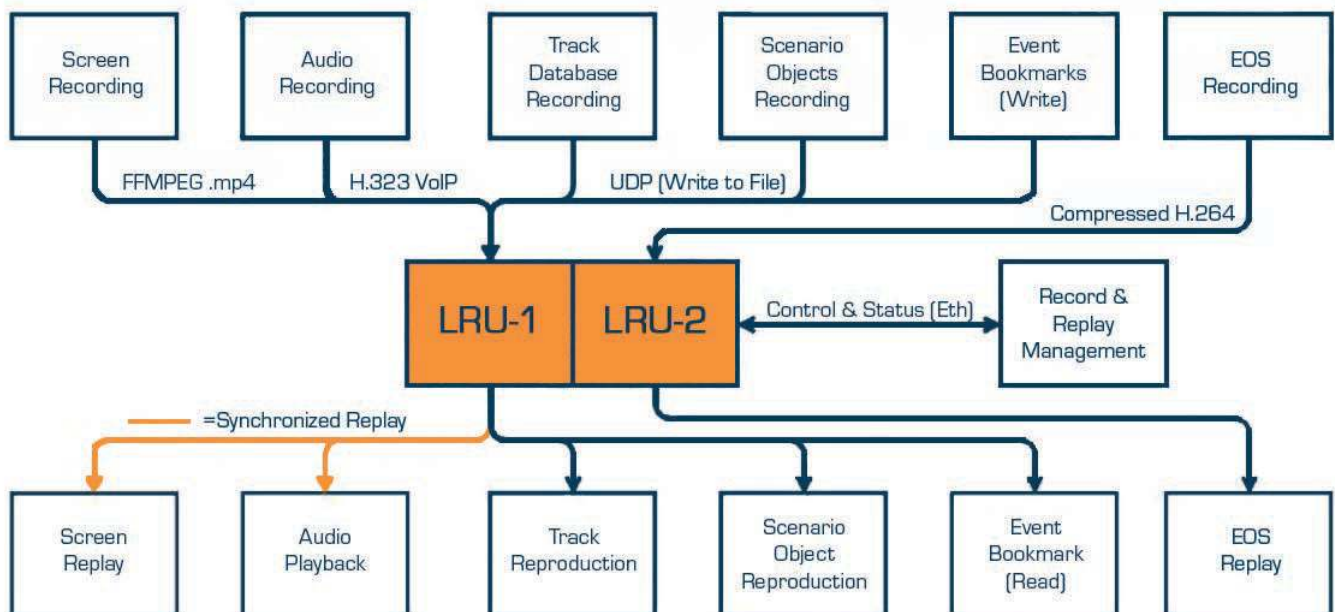 Screen
Recording
Audio
Recording
Track
Database
Recording
Scenario
Objects
Recording
Event
Bookmarks
(Write)
EOS
Recording
FFMPEG .mp4
H.323 VoIP
UDP (Write to File)
Compressed H.264
LRU-1
LRU-2
Control & Status (Eth)
Record &
Replay
Management
=Synchronized Replay
Screen
Replay
Audio
Playback
Track
Reproduction
Scenario
Object
Reproduction
Event
Bookmark
(Read)
EOS
Replay